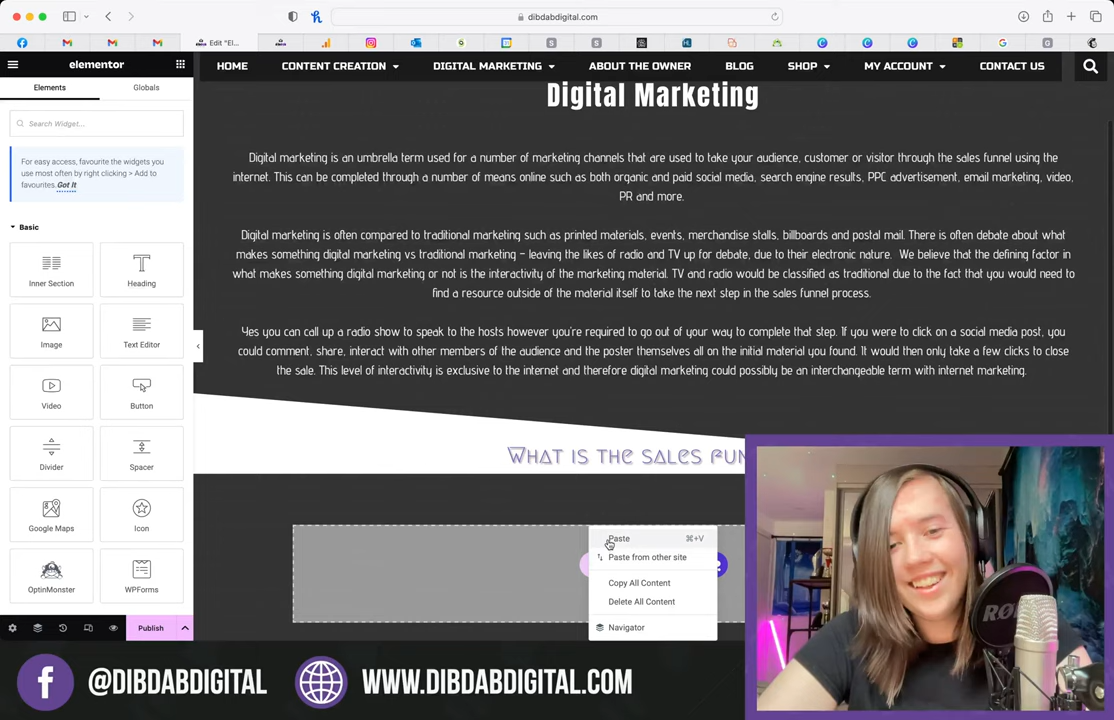 dibdabdigital.com
Edit "El...
elementor
HOME
CONTENT CREATION
DIGITAL MARKETING
ABOUT THE OWNER
BLOG
SHOP
MY ACCOUNT
CONTACT US
Elements
Globals
Search Widget...
For easy access, favourite the widgets you
use most often by right clicking > Add to
favourites. Got It
Basic
Inner Section
Heading
Image
Text Editor
Video
Button
Divider
Spacer
Google Maps
Icon
OptinMonster
WPForms
Publish
Digital Marketing
Digital marketing is an umbrella term used for a number of marketing channels that are used to take your audience, customer or visitor through the sales funnel using the
internet. This can be completed through a number of means online such as both organic and paid social media, search engine results, PPC advertisement, email marketing, video,
PR and more.
Digital marketing is often compared to traditional marketing such as printed materials, events, merchandise stalls, billboards and postal mail. There is often debate about what
makes something digital marketing vs traditional marketing – leaving the likes of radio and TV up for debate, due to their electronic nature. We believe that the defining factor in
what makes something digital marketing or not is the interactivity of the marketing material. TV and radio would be classified as traditional due to the fact that you would need to
find a resource outside of the material itself to take the next step in the sales funnel process.
Yes you can call up a radio show to speak to the hosts however you're required to go out of your way to complete that step. If you were to click on a social media post, you
could comment, share, interact with other members of the audience and the poster themselves all on the initial material you found. It would then only take a few clicks to close
the sale. This level of interactivity is exclusive to the internet and therefore digital marketing could possibly be an interchangeable term with internet marketing.
What is the sales fun
Paste ⌘+V
Paste from other site
Copy All Content
Delete All Content
Navigator
RØDE
@DIBDABDIGITAL
WWW.DIBDABDIGITAL.COM